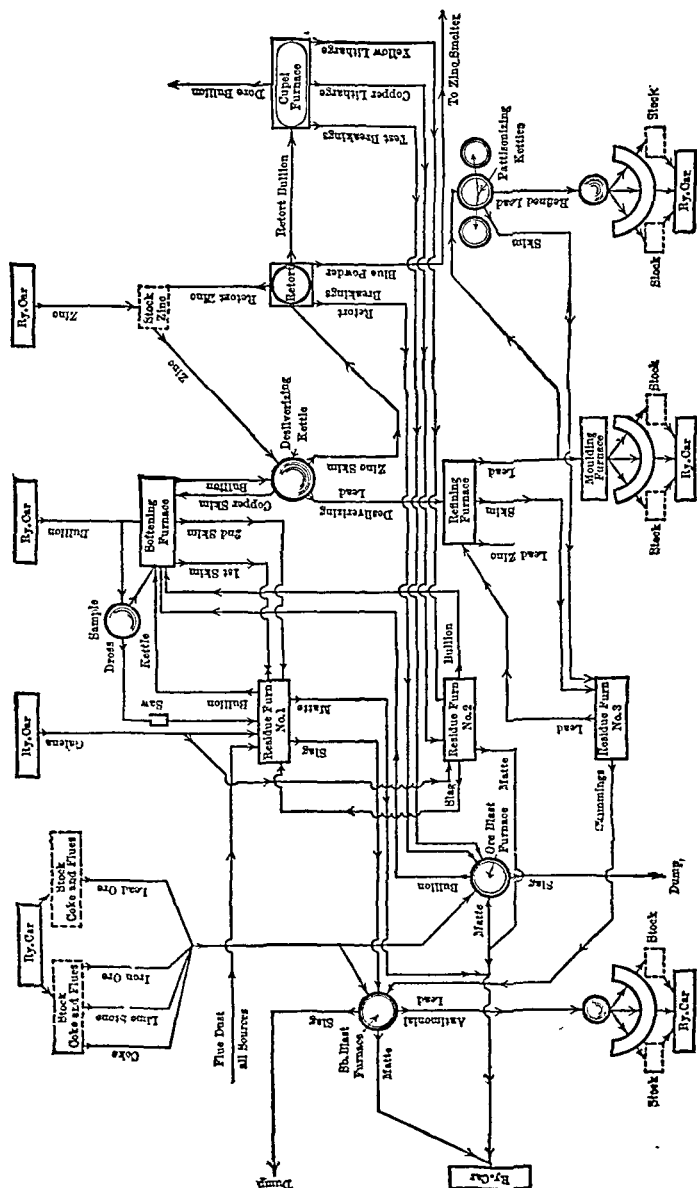 Ry. Car
Ry. Car
Ry. Car
Ry. Car
Stock
Coke and Flues
Stock
Coke and Flues
Coke
Lime Stone
Iron Ore
Lead Ore
Flue Dust
all Sources
Galena
Saw
Dross
Sample
Kettle
Bullion
Bullion
Softening
Furnace
1st Skim
2nd Skim
Copper Skim
Bullion
Zinc
Stock
Zinc
Zinc
Retort Zinc
Desilverizing
Kettle
Zinc Skim
Retort
Retort
Breakings
Blue Powder
Retort Bullion
Dore Bullion
Cupel
Furnace
Test Breakings
Copper Litharge
Yellow Litharge
To Zinc Smelter
Residue Furn
No.1
Slag
Matte
Desilverizing
Lead
Refining
Furnace
Lead Zinc
Skim
Lead
Residue Furn
No.2
Slag
Bullion
Matte
Residue Furn
No.3
Lead
Skimmings
Pattisonizing
Kettles
Skim
Refined Lead
Slag
Sb. Blast
Furnace
Matte
Antimonial
Lead
Bullion
Matte
Ore Blast
Furnace
Slag
Dump
Dump
Ry. Car
Stock
Stock
Ry. Car
Moulding
Furnace
Stock
Stock
Ry. Car
Stock
Stock
Ry. Car